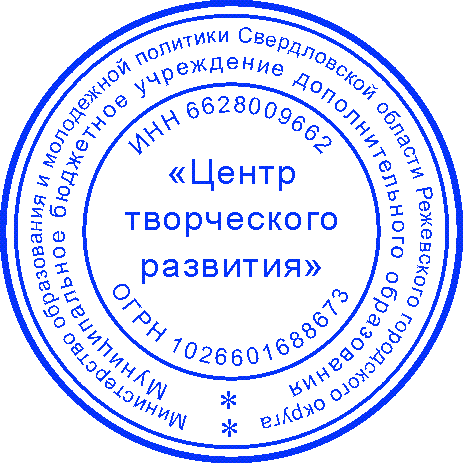 Министерство образования и молодежной политики Свердловской области Режевского городского округа
Муниципальное бюджетное учреждение дополнительного образования
ИНН 6628009662
«Центр
творческого
развития»
ОГРН 1026601688673
* *